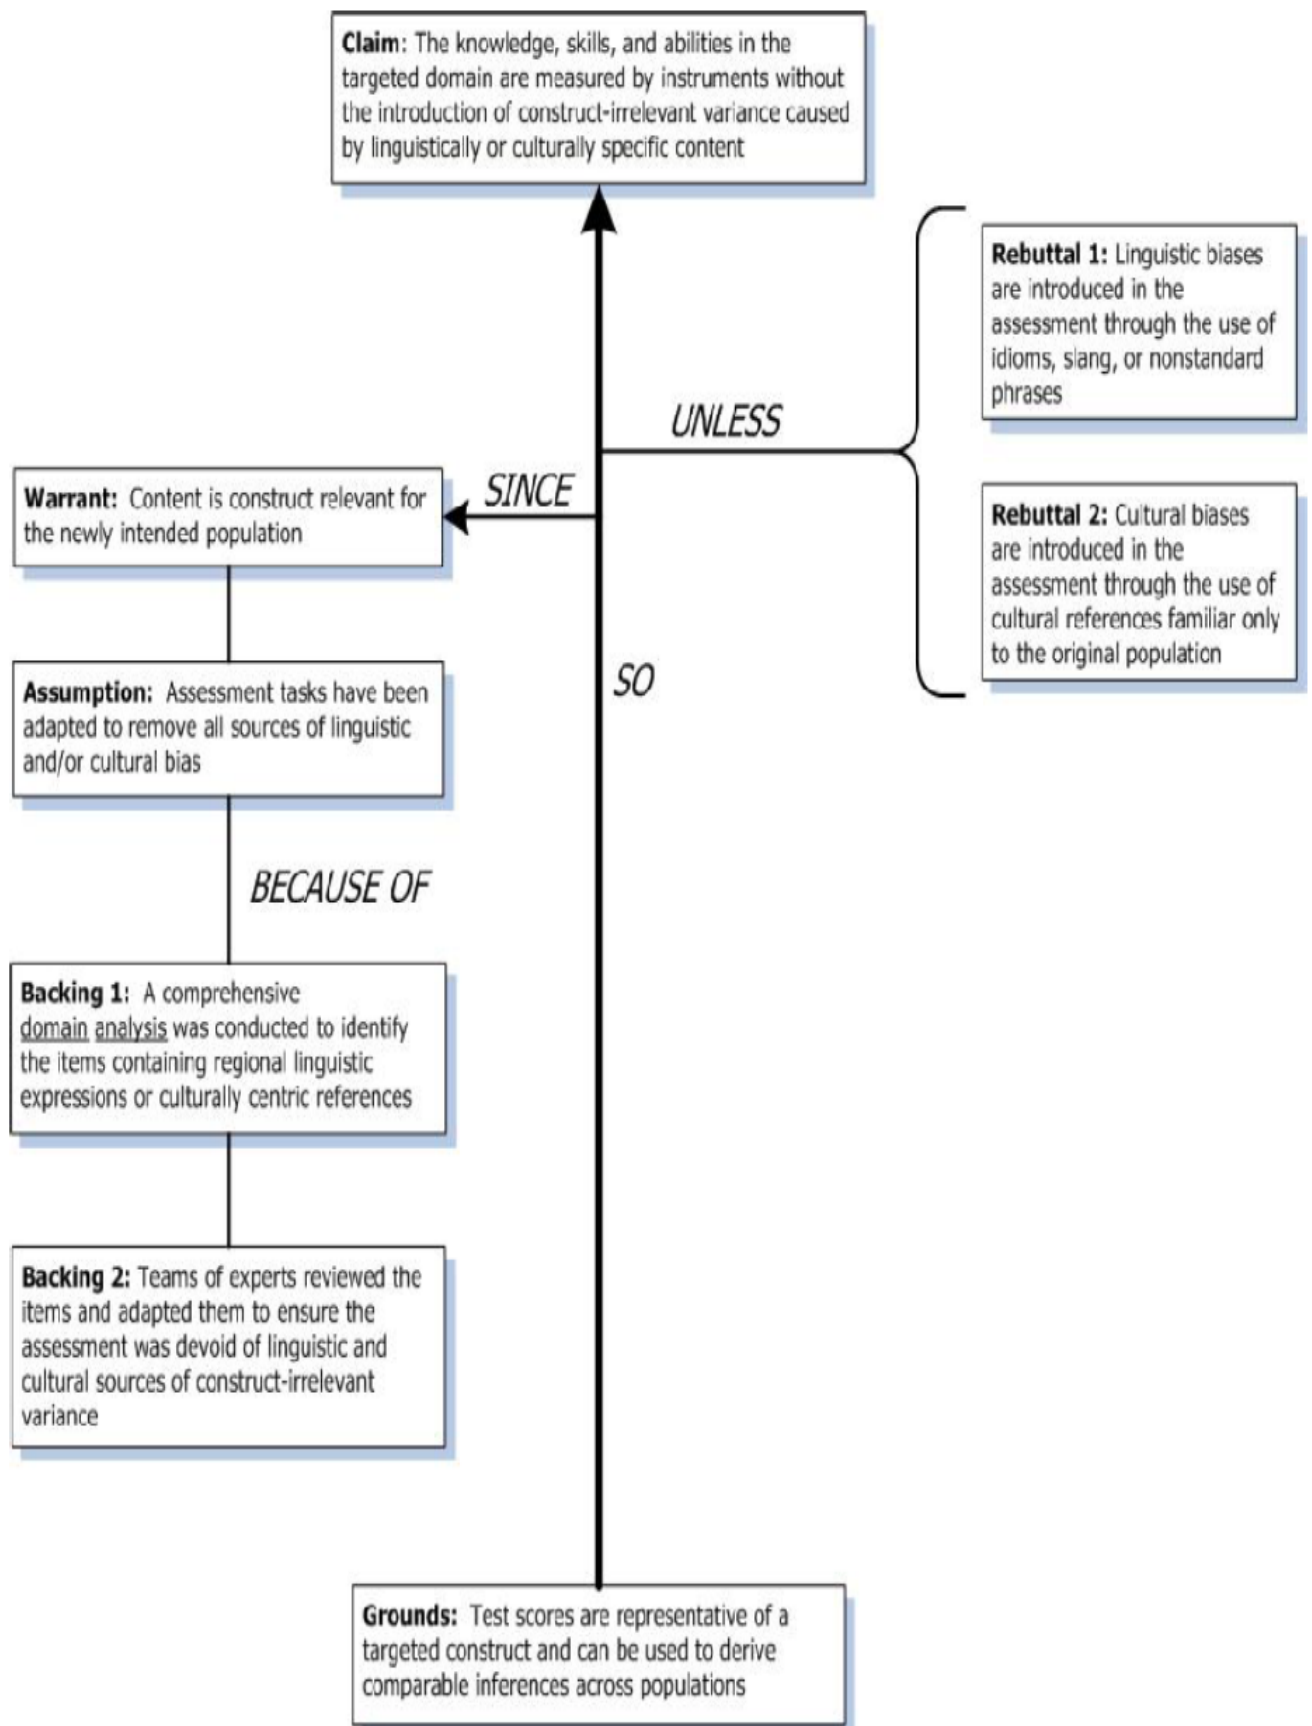 Claim: The knowledge, skills, and abilities in the
targeted domain are measured by instruments without
the introduction of construct-irrelevant variance caused
by linguistically or culturally specific content
Rebuttal 1: Linguistic biases
are introduced in the
assessment through the use of
idioms, slang, or nonstandard
phrases
UNLESS
SINCE
Warrant: Content is construct relevant for
the newly intended population
Rebuttal 2: Cultural biases
are introduced in the
assessment through the use of
cultural references familiar only
to the original population
SO
Assumption: Assessment tasks have been
adapted to remove all sources of linguistic
and/or cultural bias
BECAUSE OF
Backing 1: A comprehensive
domain analysis was conducted to identify
the items containing regional linguistic
expressions or culturally centric references
Backing 2: Teams of experts reviewed the
items and adapted them to ensure the
assessment was devoid of linguistic and
cultural sources of construct-irrelevant
variance
Grounds: Test scores are representative of a
targeted construct and can be used to derive
comparable inferences across populations